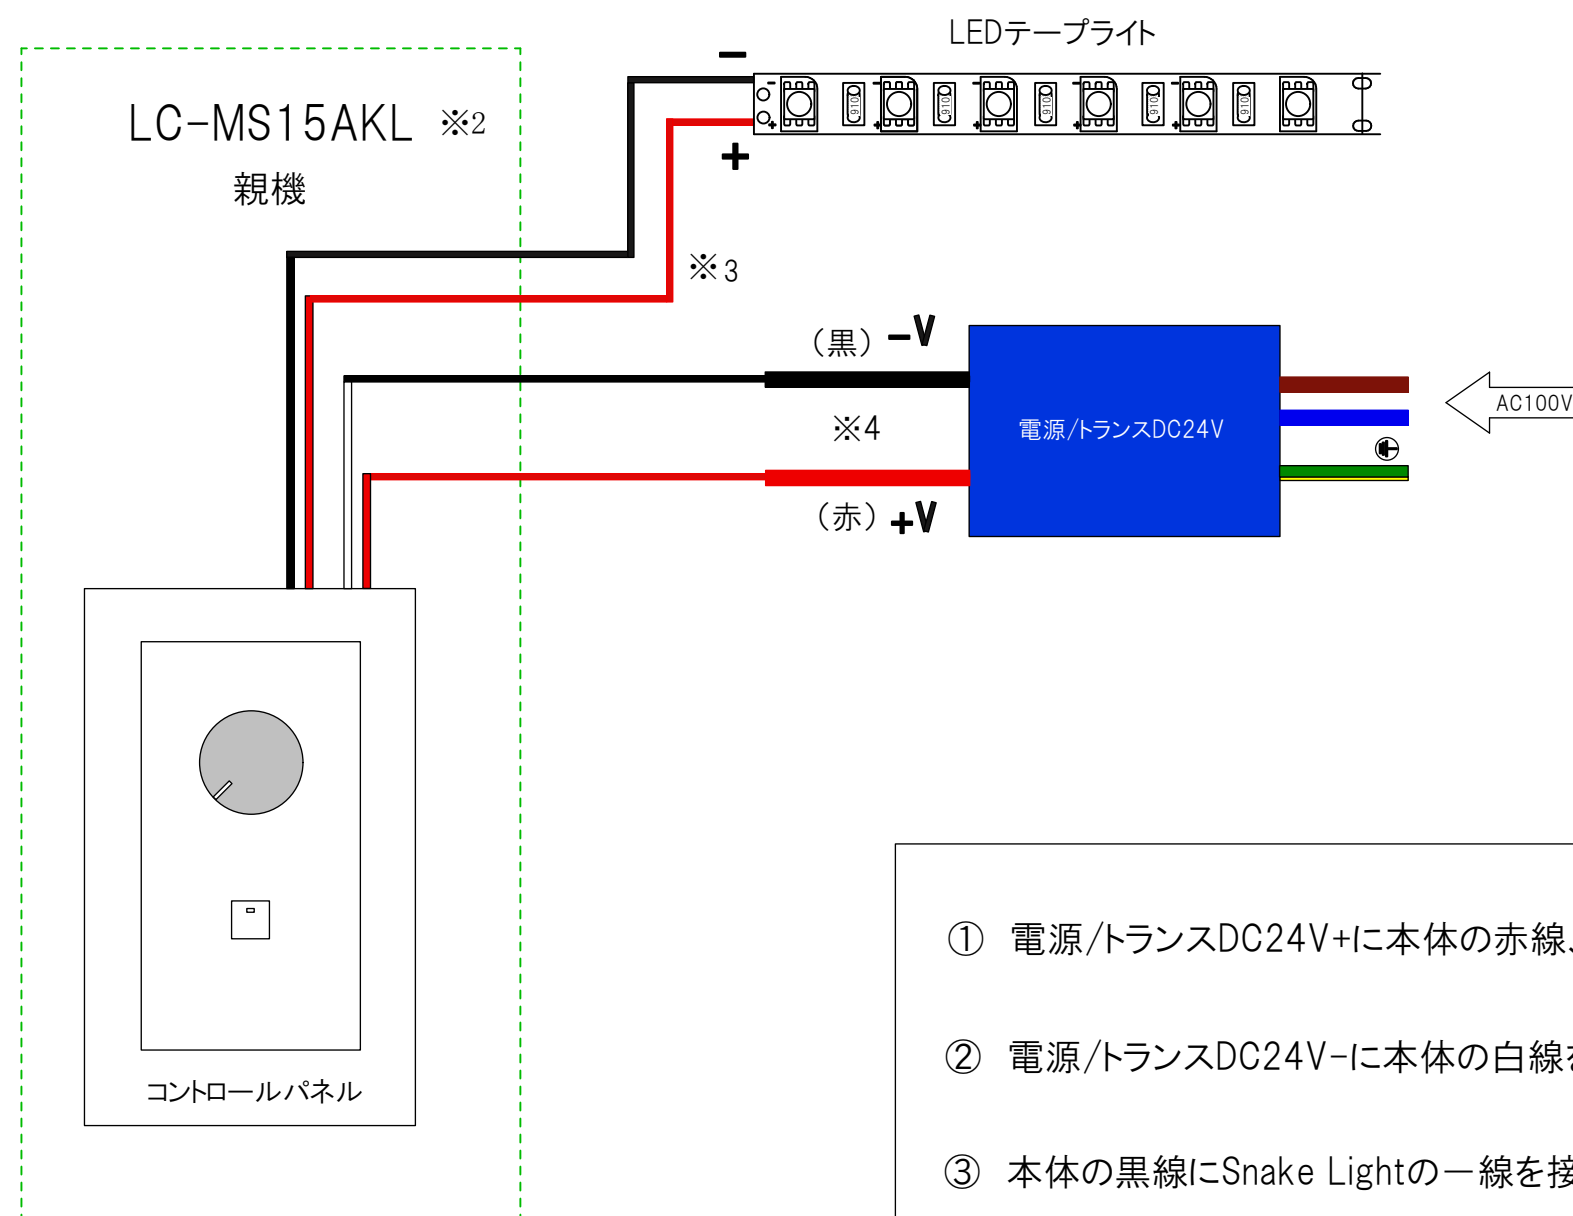 LEDテープライト
−
LC-MS15AKL ※2
親機
+
※3
（黒） −V
※4
電源/トランスDC24V
AC100V
（赤） +V
コントロールパネル
① 電源/トランスDC24V+に本体の赤線、
② 電源/トランスDC24V-に本体の白線を
③ 本体の黒線にSnake Lightの－線を接